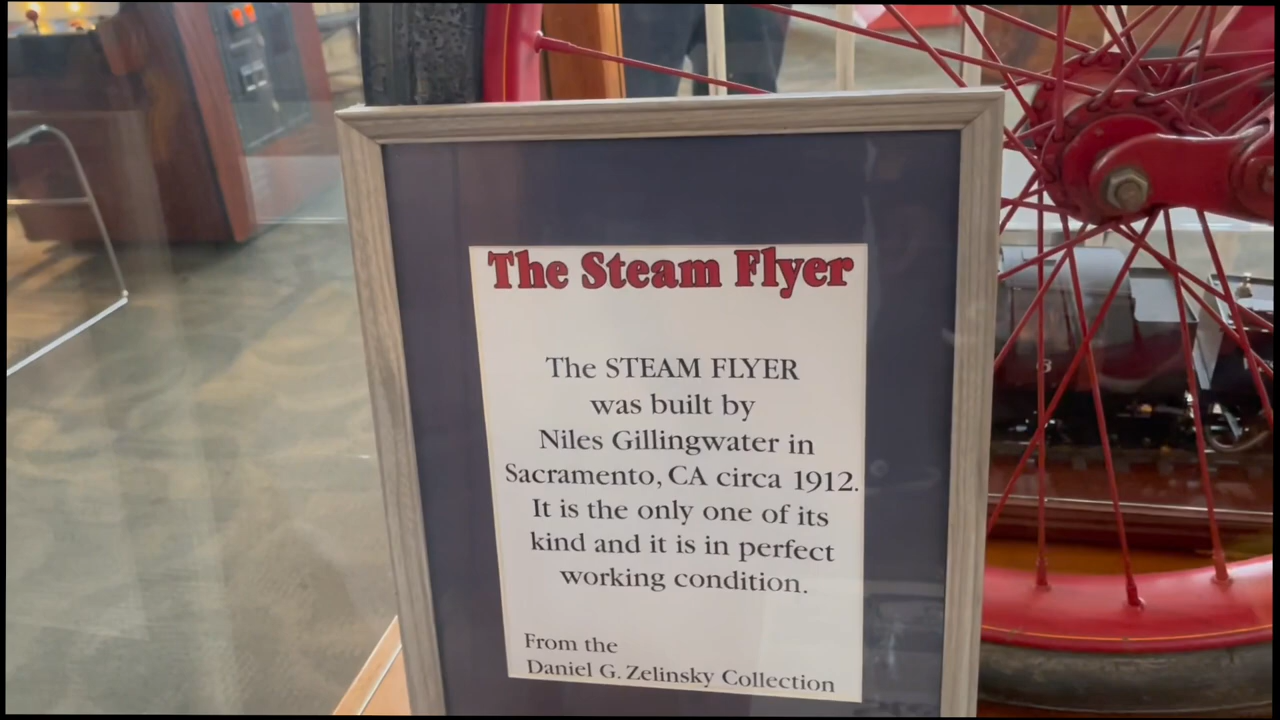 The Steam Flyer
The STEAM FLYER
was built by
Niles Gillingwater in
Sacramento, CA circa 1912.
It is the only one of its
kind and it is in perfect
working condition.
From the
Daniel G. Zelinsky Collection